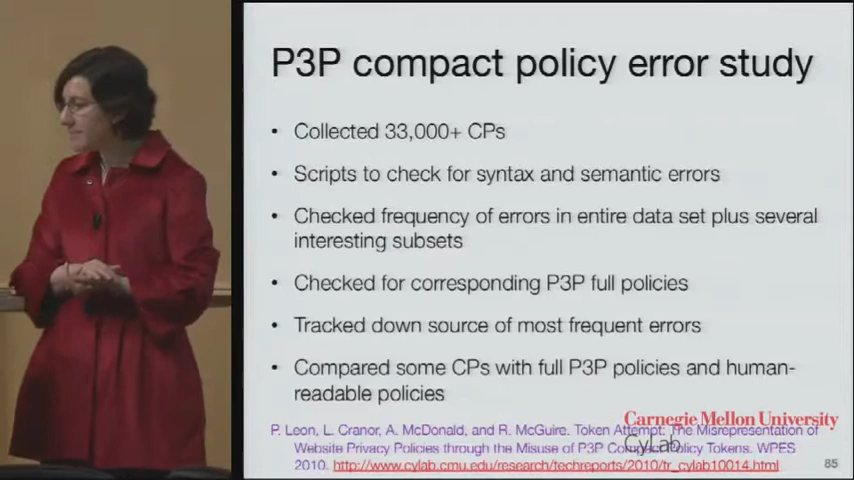 P3P compact policy error study
• Collected 33,000+ CPs
• Scripts to check for syntax and semantic errors
• Checked frequency of errors in entire data set plus several
interesting subsets
• Checked for corresponding P3P full policies
• Tracked down source of most frequent errors
• Compared some CPs with full P3P policies and human-
readable policies
Carnegie Mellon University
CyLab
P. Leon, L. Cranor, A. McDonald, and R. McGuire. Token Attempt: The Misrepresentation of
Website Privacy Policies through the Misuse of P3P Compact Policy Tokens. WPES
2010. http://www.cylab.cmu.edu/research/techreports/2010/tr_cylab10014.html
85